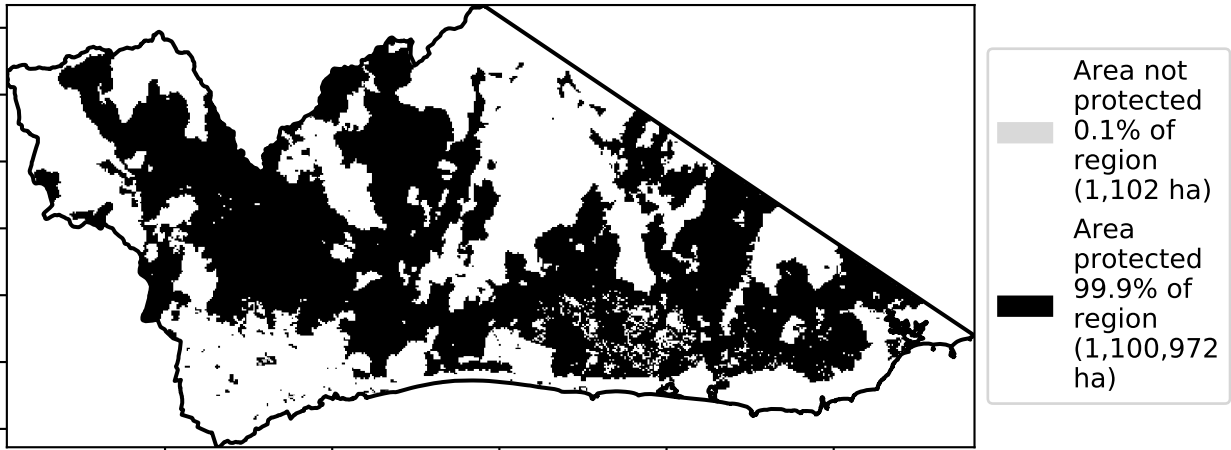 Area not
protected
0.1% of
region
(1,102 ha)
Area
protected
99.9% of
region
(1,100,972
ha)